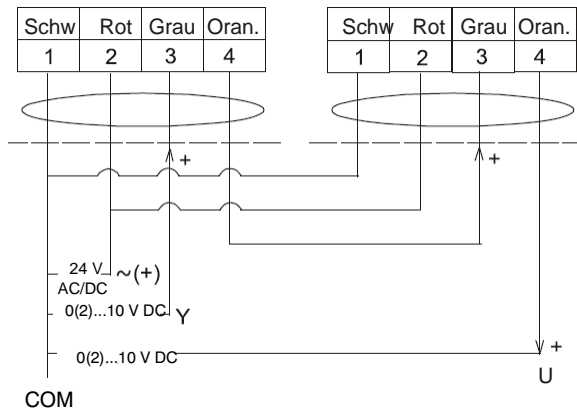 Schw Rot Grau Oran.
1 2 3 4
Schw Rot Grau Oran.
1 2 3 4
+
+
24 V ~(+)
AC/DC
0(2)...10 V DC Y
0(2)...10 V DC
+
U
COM